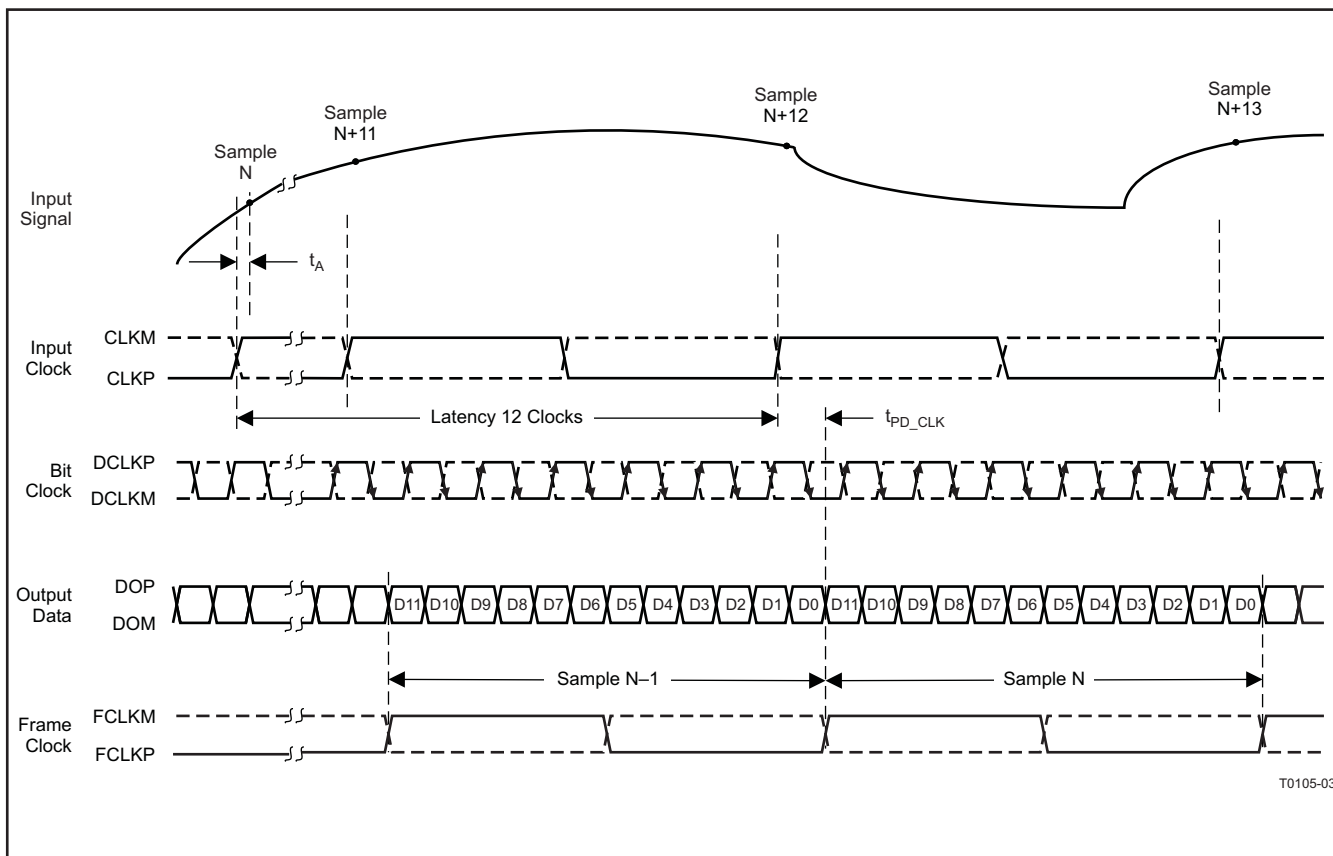 Sample
N
Sample
N+11
Sample
N+12
Sample
N+13
Input
Signal
tA
Input
Clock
CLKM
CLKP
Latency 12 Clocks
tPD_CLK
Bit
Clock
DCLKP
DCLKM
Output
Data
DOP
DOM
D11 D10 D9 D8 D7 D6 D5 D4 D3 D2 D1 D0 D11 D10 D9 D8 D7 D6 D5 D4 D3 D2 D1 D0
Sample N–1
Sample N
Frame
Clock
FCLKM
FCLKP
T0105-03